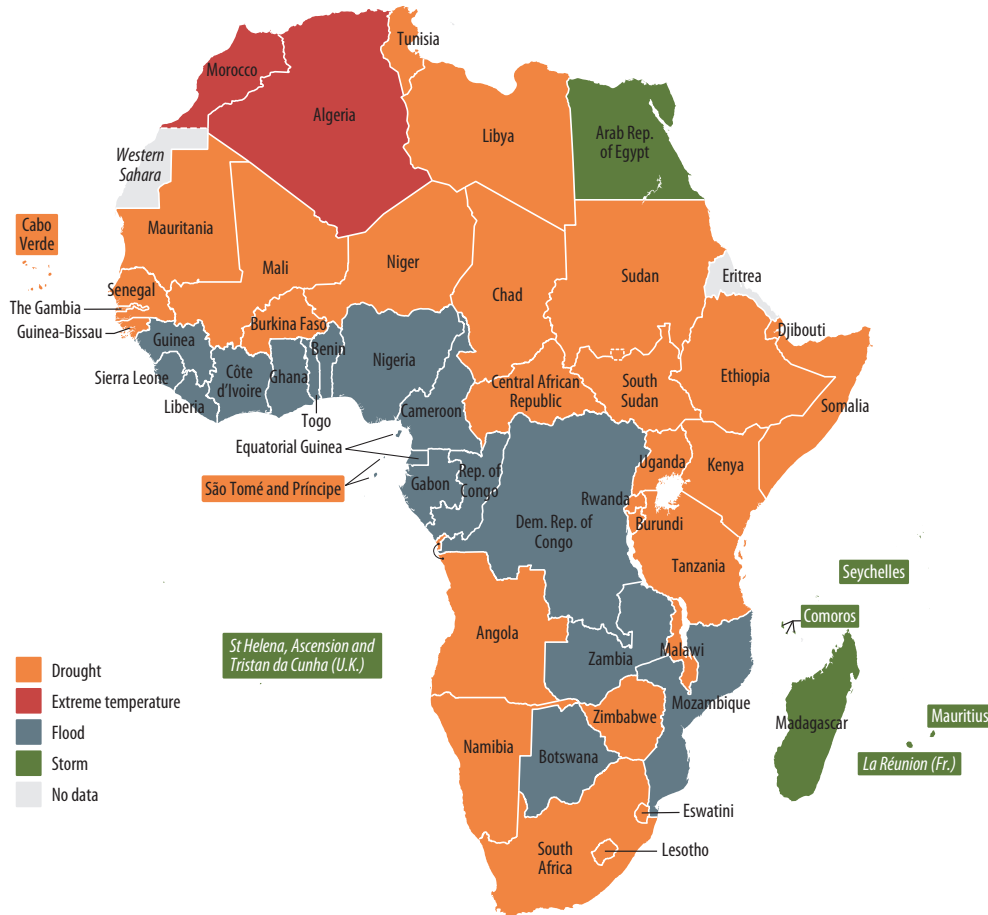 Tunisia
Morocco
Algeria
Libya
Arab Rep.
of Egypt
Western
Sahara
Cabo
Verde
Mauritania
Mali
Niger
Chad
Sudan
Eritrea
Senegal
The Gambia
Guinea-Bissau
Burkina Faso
Djibouti
Guinea
Benin
Nigeria
Sierra Leone
Côte
d'Ivoire
Ghana
Central African
Republic
South
Sudan
Ethiopia
Somalia
Liberia
Togo
Cameroon
Equatorial Guinea
São Tomé and Príncipe
Gabon
Rep. of
Congo
Uganda
Kenya
Rwanda
Burundi
Dem. Rep. of
Congo
Tanzania
Seychelles
Comoros
St Helena, Ascension and
Tristan da Cunha (U.K.)
Angola
Zambia
Malawi
Mozambique
Madagascar
Mauritius
La Réunion (Fr.)
Zimbabwe
Namibia
Botswana
Eswatini
South
Africa
Lesotho
Drought
Extreme temperature
Flood
Storm
No data